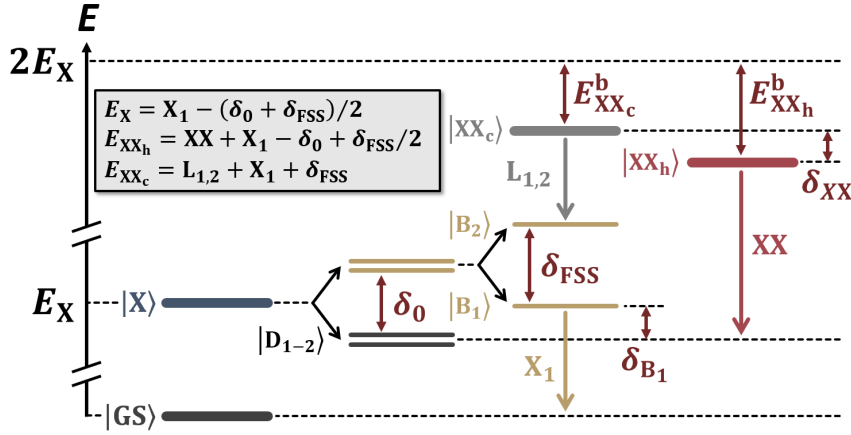 E
2E_X
E_X = X_1 − (δ_0 + δ_FSS)/2
E_XX_h = XX + X_1 − δ_0 + δ_FSS/2
E_XX_c = L_1,2 + X_1 + δ_FSS
E^b_XX_c
E^b_XX_h
|XX_c⟩
|XX_h⟩
δ_XX
L_1,2
|B_2⟩
XX
δ_FSS
E_X
|X⟩
δ_0
|B_1⟩
|D_1−2⟩
X_1
δ_B_1
|GS⟩